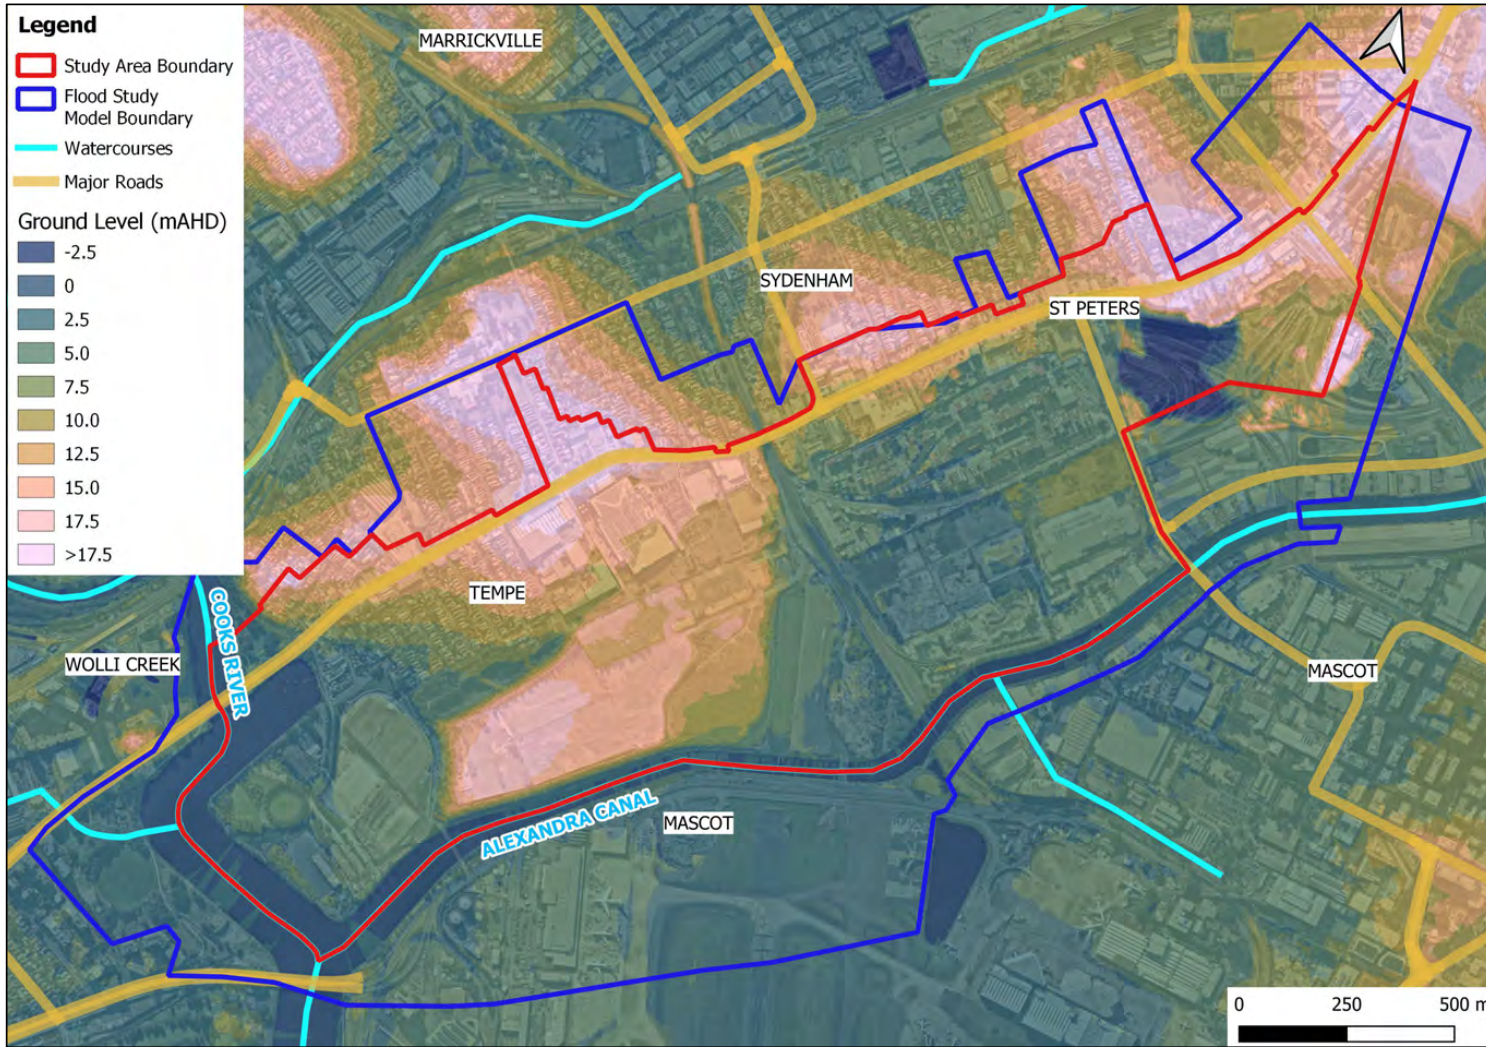 Legend
Study Area Boundary
Flood Study
Model Boundary
Watercourses
Major Roads
Ground Level (mAHD)
-2.5
0
2.5
5.0
7.5
10.0
12.5
15.0
17.5
>17.5
MARRICKVILLE
SYDENHAM
ST PETERS
TEMPE
COOKS RIVER
WOLLI CREEK
MASCOT
ALEXANDRA CANAL
MASCOT
0 250 500 m